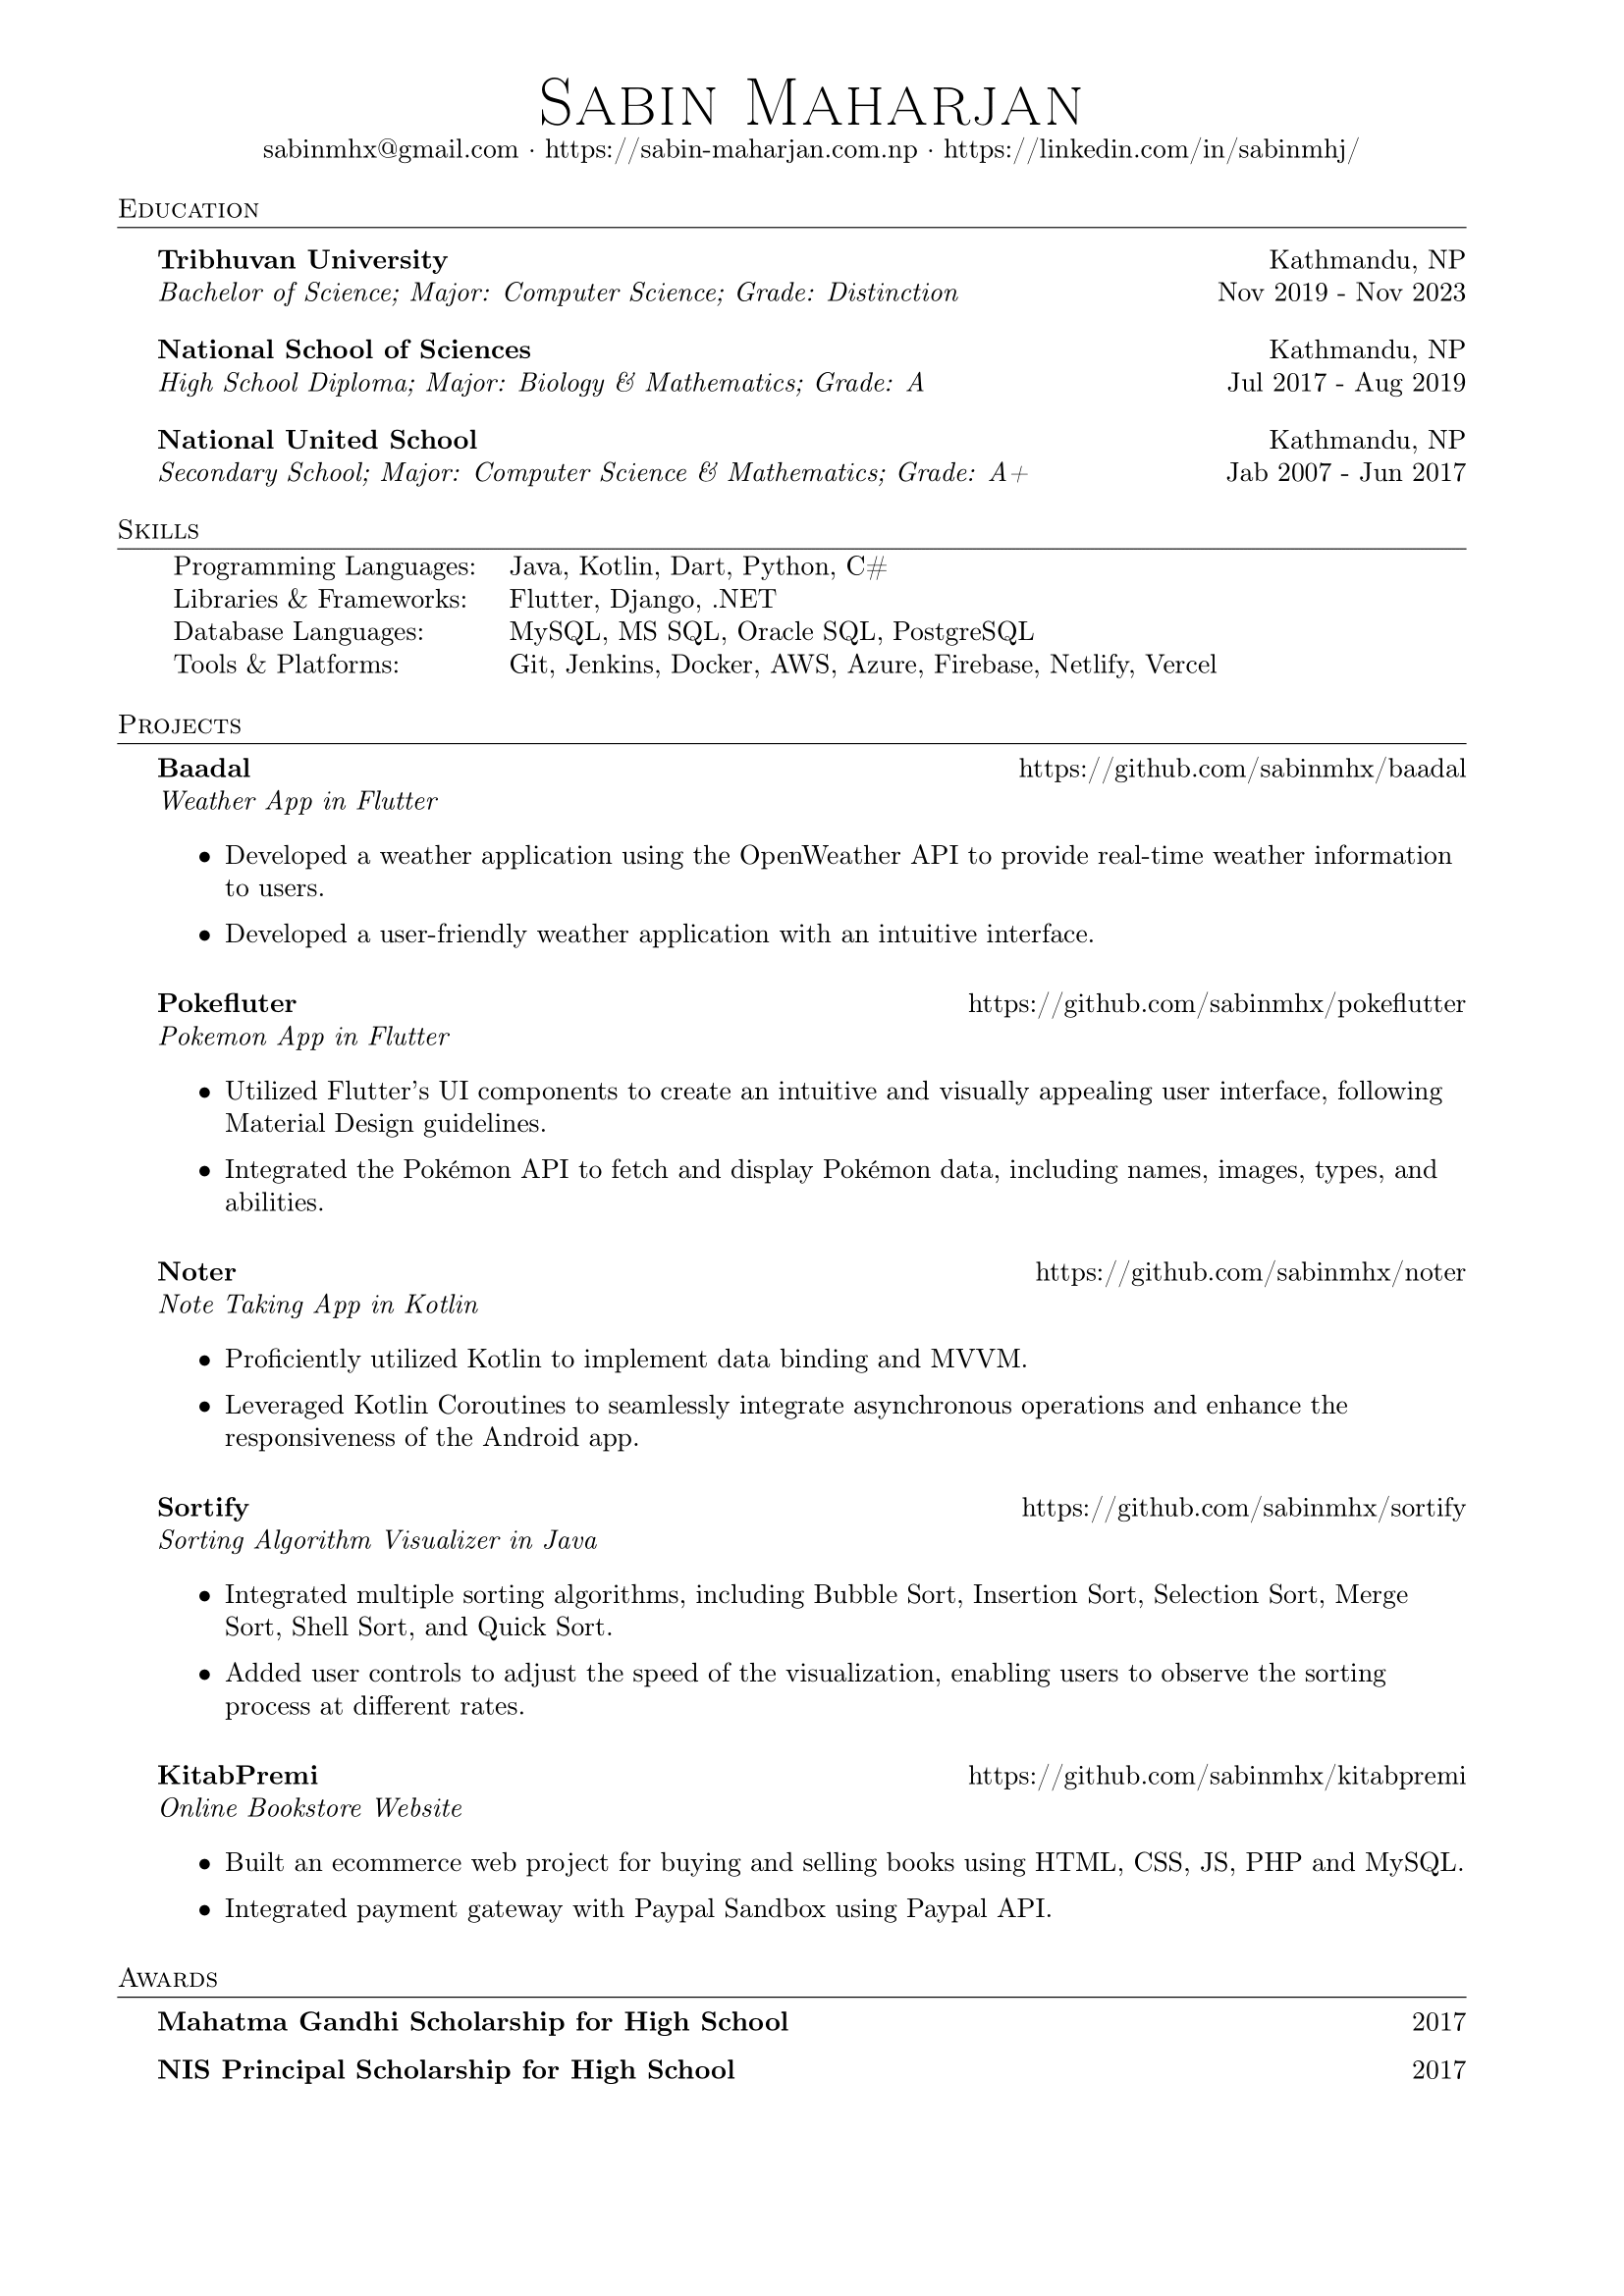 Sabin Maharjan
sabinmhx@gmail.com · https://sabin-maharjan.com.np · https://linkedin.com/in/sabinmhj/
Education
Tribhuvan University Kathmandu, NP
Bachelor of Science; Major: Computer Science; Grade: Distinction Nov 2019 - Nov 2023
National School of Sciences Kathmandu, NP
High School Diploma; Major: Biology & Mathematics; Grade: A Jul 2017 - Aug 2019
National United School Kathmandu, NP
Secondary School; Major: Computer Science & Mathematics; Grade: A+ Jab 2007 - Jun 2017
Skills
Programming Languages: Java, Kotlin, Dart, Python, C#
Libraries & Frameworks: Flutter, Django, .NET
Database Languages: MySQL, MS SQL, Oracle SQL, PostgreSQL
Tools & Platforms: Git, Jenkins, Docker, AWS, Azure, Firebase, Netlify, Vercel
Projects
Baadal https://github.com/sabinmhx/baadal
Weather App in Flutter
• Developed a weather application using the OpenWeather API to provide real-time weather information
to users.
• Developed a user-friendly weather application with an intuitive interface.
Pokefluter https://github.com/sabinmhx/pokeflutter
Pokemon App in Flutter
• Utilized Flutter's UI components to create an intuitive and visually appealing user interface, following
Material Design guidelines.
• Integrated the Pokémon API to fetch and display Pokémon data, including names, images, types, and
abilities.
Noter https://github.com/sabinmhx/noter
Note Taking App in Kotlin
• Proficiently utilized Kotlin to implement data binding and MVVM.
• Leveraged Kotlin Coroutines to seamlessly integrate asynchronous operations and enhance the
responsiveness of the Android app.
Sortify https://github.com/sabinmhx/sortify
Sorting Algorithm Visualizer in Java
• Integrated multiple sorting algorithms, including Bubble Sort, Insertion Sort, Selection Sort, Merge
Sort, Shell Sort, and Quick Sort.
• Added user controls to adjust the speed of the visualization, enabling users to observe the sorting
process at different rates.
KitabPremi https://github.com/sabinmhx/kitabpremi
Online Bookstore Website
• Built an ecommerce web project for buying and selling books using HTML, CSS, JS, PHP and MySQL.
• Integrated payment gateway with Paypal Sandbox using Paypal API.
Awards
Mahatma Gandhi Scholarship for High School 2017
NIS Principal Scholarship for High School 2017